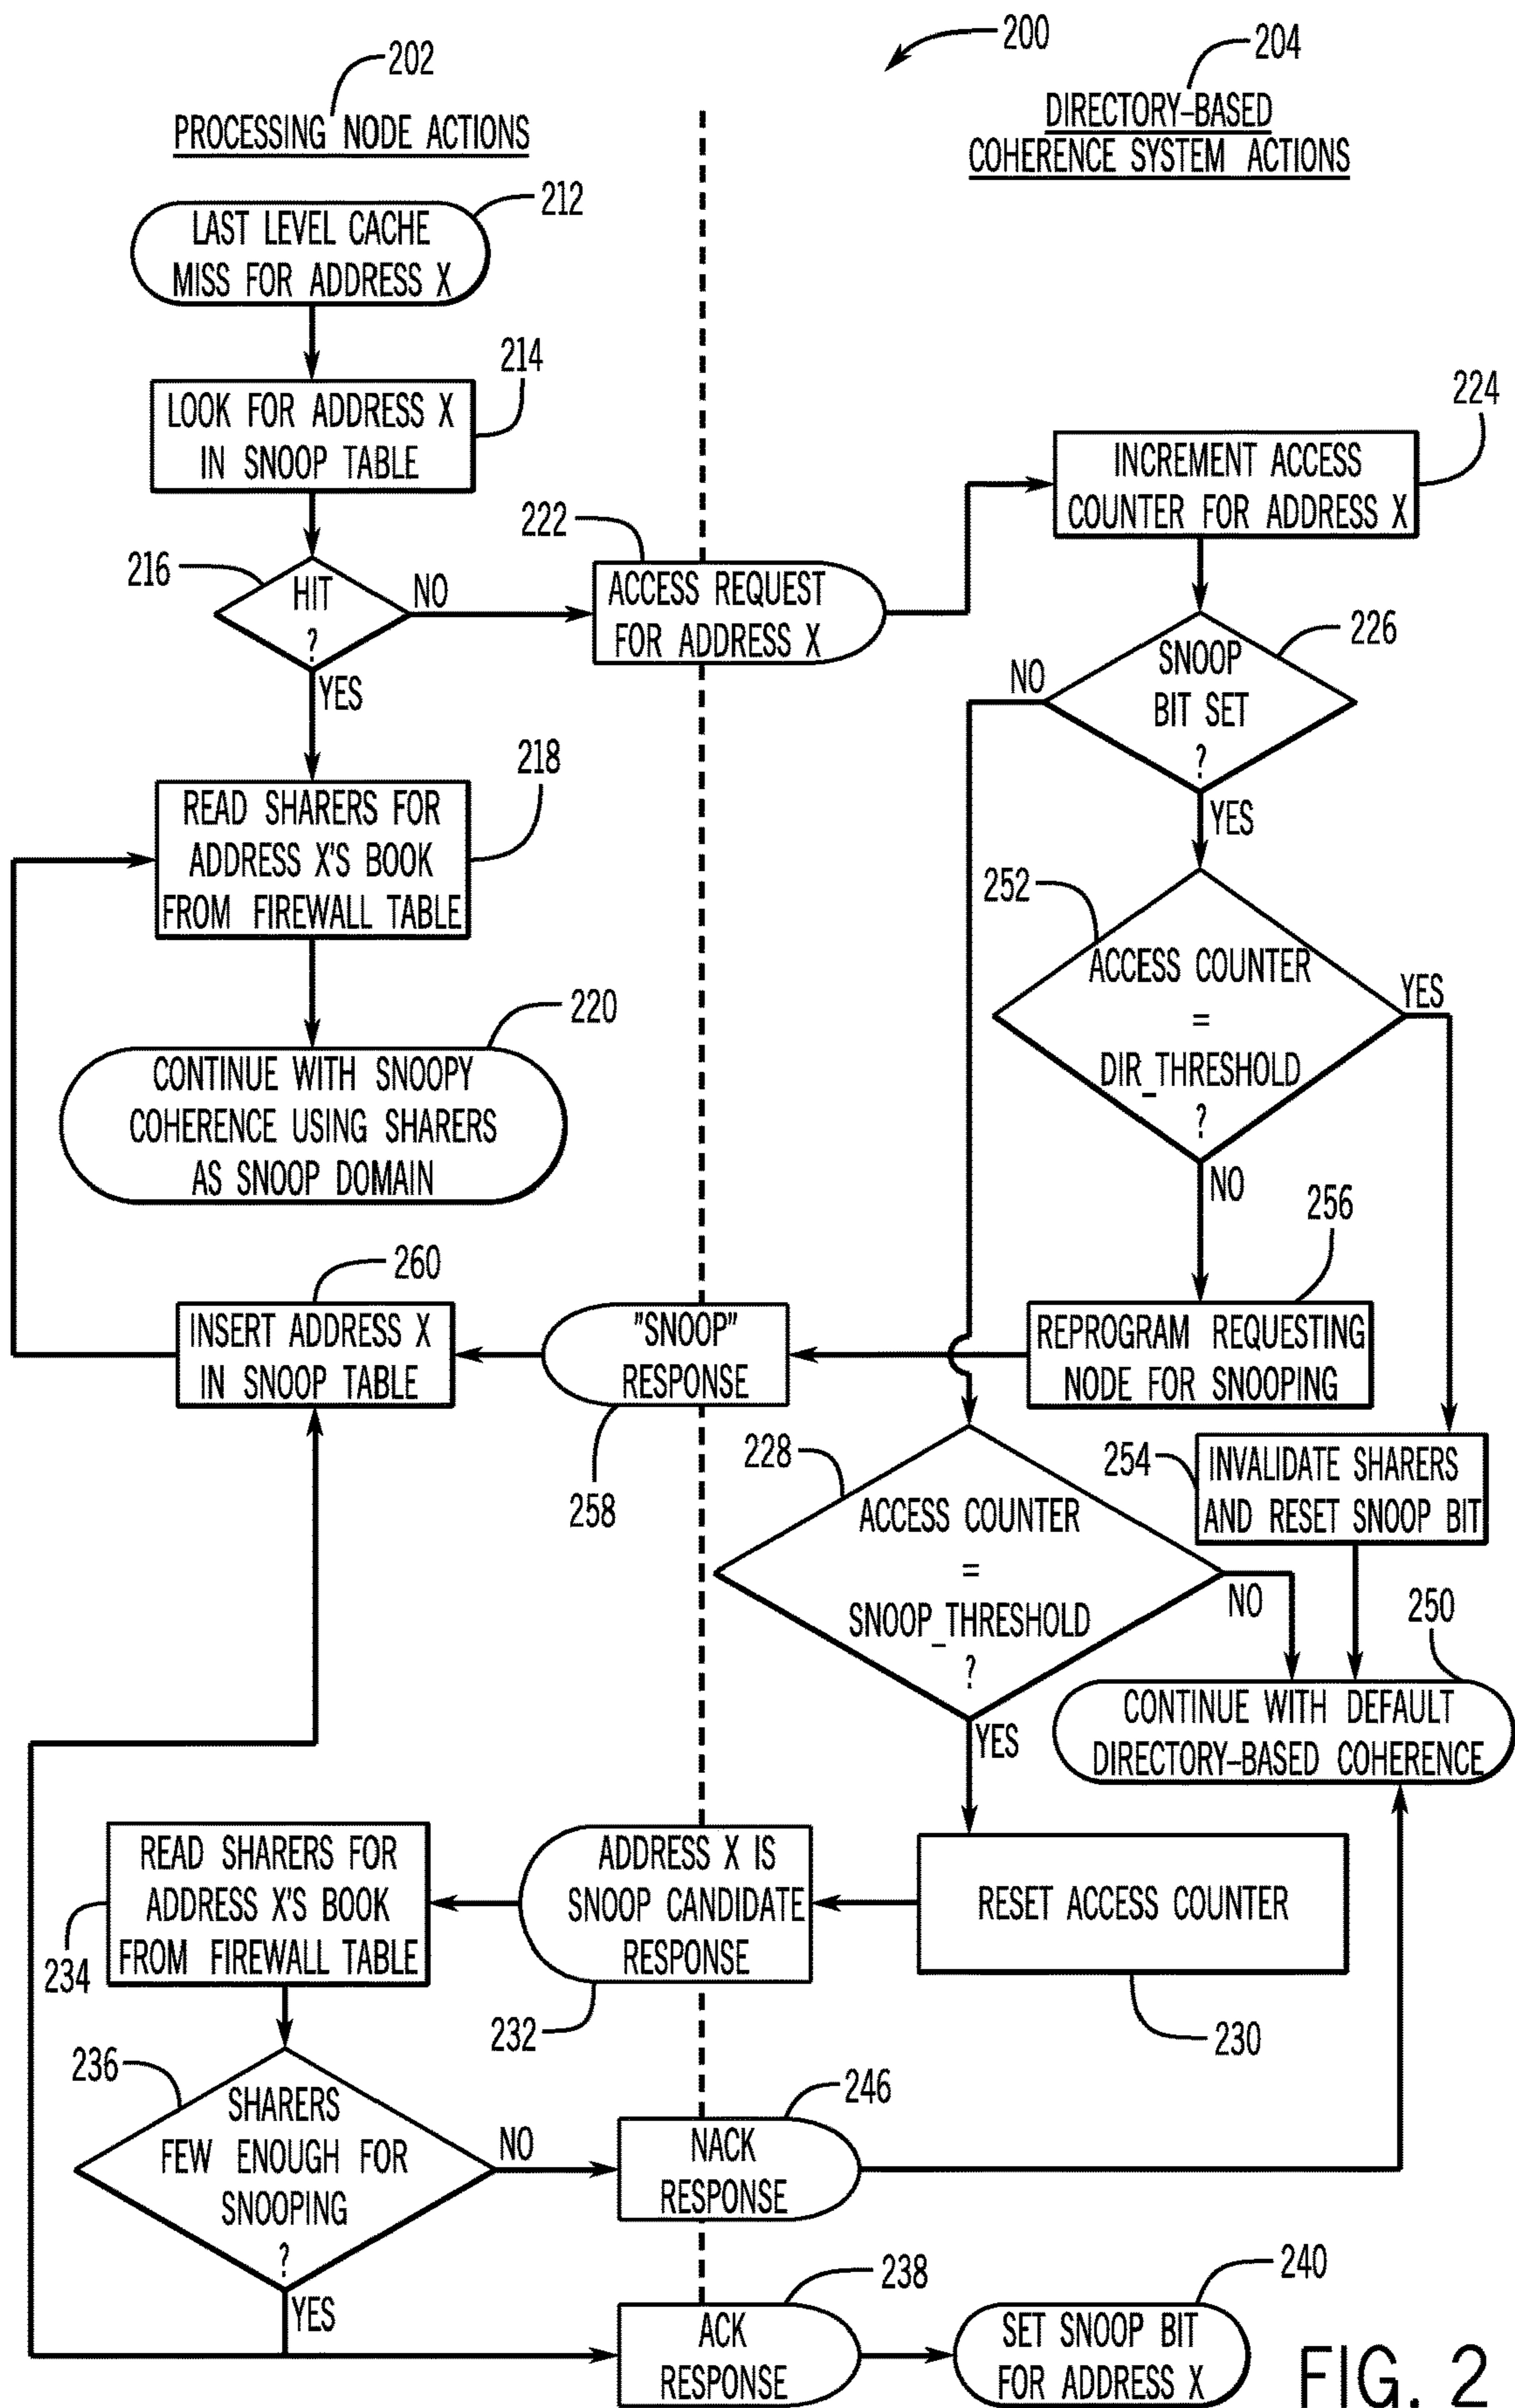 200
202
204
PROCESSING NODE ACTIONS
DIRECTORY-BASED
COHERENCE SYSTEM ACTIONS
212
LAST LEVEL CACHE
MISS FOR ADDRESS X
214
LOOK FOR ADDRESS X
IN SNOOP TABLE
216
HIT
?
NO
YES
222
ACCESS REQUEST
FOR ADDRESS X
224
INCREMENT ACCESS
COUNTER FOR ADDRESS X
226
SNOOP
BIT SET
?
NO
YES
218
READ SHARERS FOR
ADDRESS X'S BOOK
FROM FIREWALL TABLE
252
ACCESS COUNTER
=
DIR_THRESHOLD
?
YES
NO
220
CONTINUE WITH SNOOPY
COHERENCE USING SHARERS
AS SNOOP DOMAIN
256
REPROGRAM REQUESTING
NODE FOR SNOOPING
260
INSERT ADDRESS X
IN SNOOP TABLE
"SNOOP"
RESPONSE
258
228
ACCESS COUNTER
=
SNOOP_THRESHOLD
?
NO
YES
254
INVALIDATE SHARERS
AND RESET SNOOP BIT
250
CONTINUE WITH DEFAULT
DIRECTORY-BASED COHERENCE
READ SHARERS FOR
ADDRESS X'S BOOK
FROM FIREWALL TABLE
234
ADDRESS X IS
SNOOP CANDIDATE
RESPONSE
232
RESET ACCESS COUNTER
230
236
SHARERS
FEW ENOUGH FOR
SNOOPING
?
NO
YES
246
NACK
RESPONSE
238
ACK
RESPONSE
240
SET SNOOP BIT
FOR ADDRESS X
FIG. 2